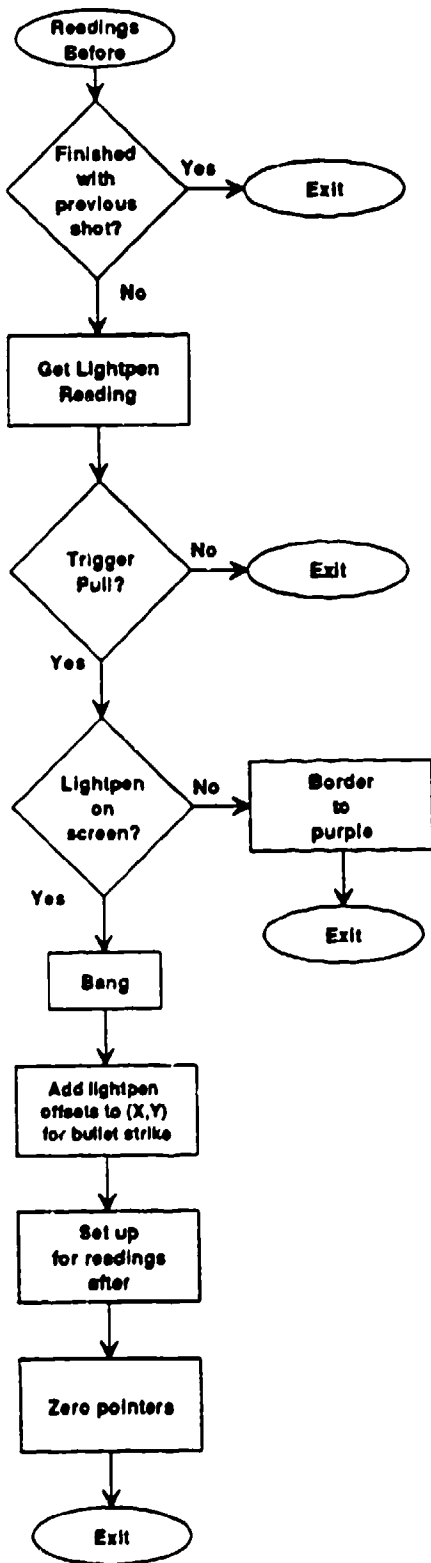 Readings
Before
Finished
with
previous
shot?
Yes
Exit
No
Get Lightpen
Reading
Trigger
Pull?
No
Exit
Yes
Lightpen
on
screen?
No
Border
to
purple
Exit
Yes
Bang
Add lightpen
offsets to (X,Y)
for bullet strike
Set up
for readings
after
Zero pointers
Exit